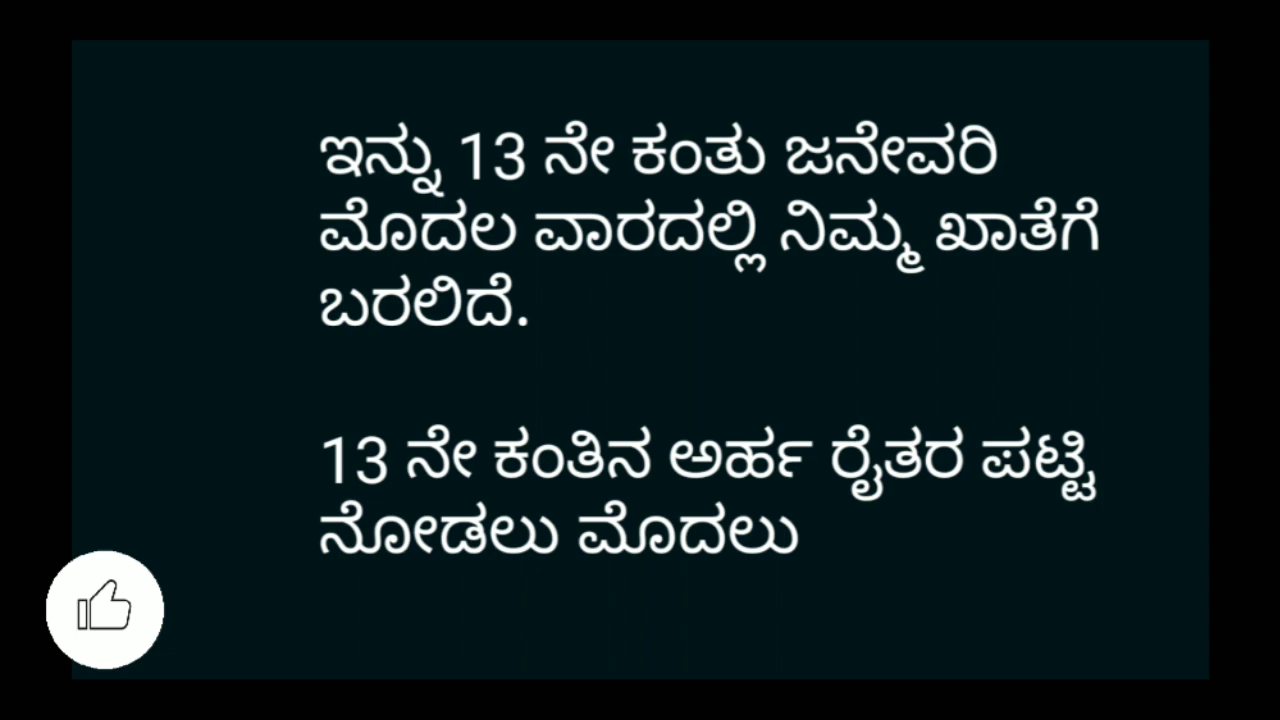 ಇನ್ನು 13 ನೇ ಕಂತು ಜನೇವರಿ
ಮೊದಲ ವಾರದಲ್ಲಿ ನಿಮ್ಮ ಖಾತೆಗೆ
ಬರಲಿದೆ.
13 ನೇ ಕಂತಿನ ಅರ್ಹ ರೈತರ ಪಟ್ಟಿ
ನೋಡಲು ಮೊದಲು